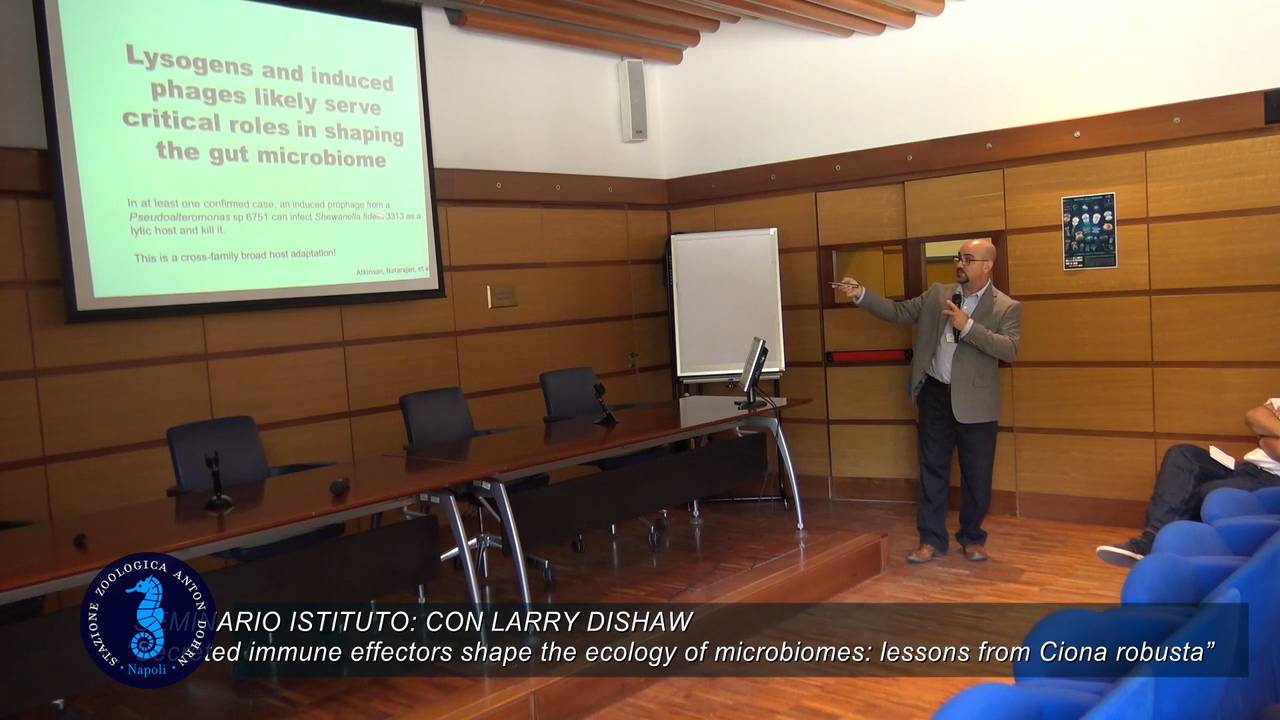 Lysogens and induced
phages likely serve
critical roles in shaping
the gut microbiome
In at least one confirmed case, an induced prophage from a
Pseudoalteromonas sp 6751 can infect Shewanella 3313 as a
lytic host and kill it.
This is a cross-family broad host adaptation!
Atkinson, Natarajan, et a
STAZIONE ZOOLOGICA ANTON DOHRN
· Napoli ·
SEMINARIO ISTITUTO: CON LARRY DISHAW
immune effectors shape the ecology of microbiomes: lessons from Ciona robusta”